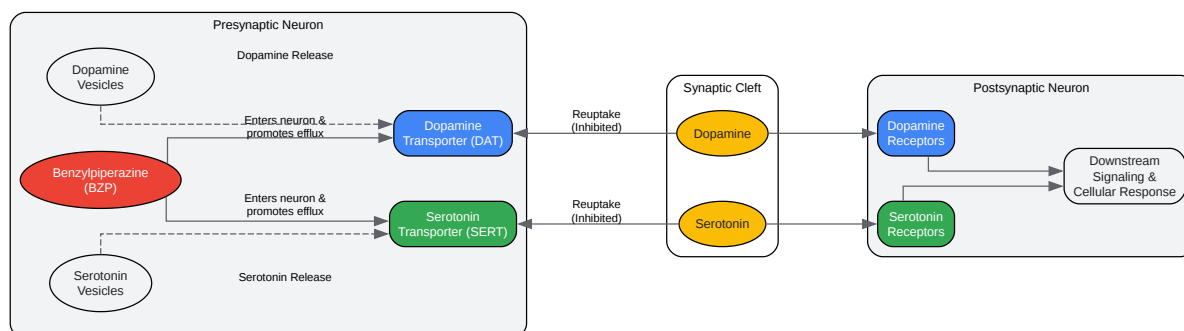 Presynaptic Neuron
Dopamine Release
Dopamine
Vesicles
Enters neuron &
promotes efflux
Dopamine
Transporter (DAT)
Benzylpiperazine
(BZP)
Enters neuron &
promotes efflux
Serotonin
Transporter (SERT)
Serotonin
Vesicles
Serotonin Release
Reuptake
(Inhibited)
Reuptake
(Inhibited)
Synaptic Cleft
Dopamine
Serotonin
Postsynaptic Neuron
Dopamine
Receptors
Serotonin
Receptors
Downstream
Signaling &
Cellular Response